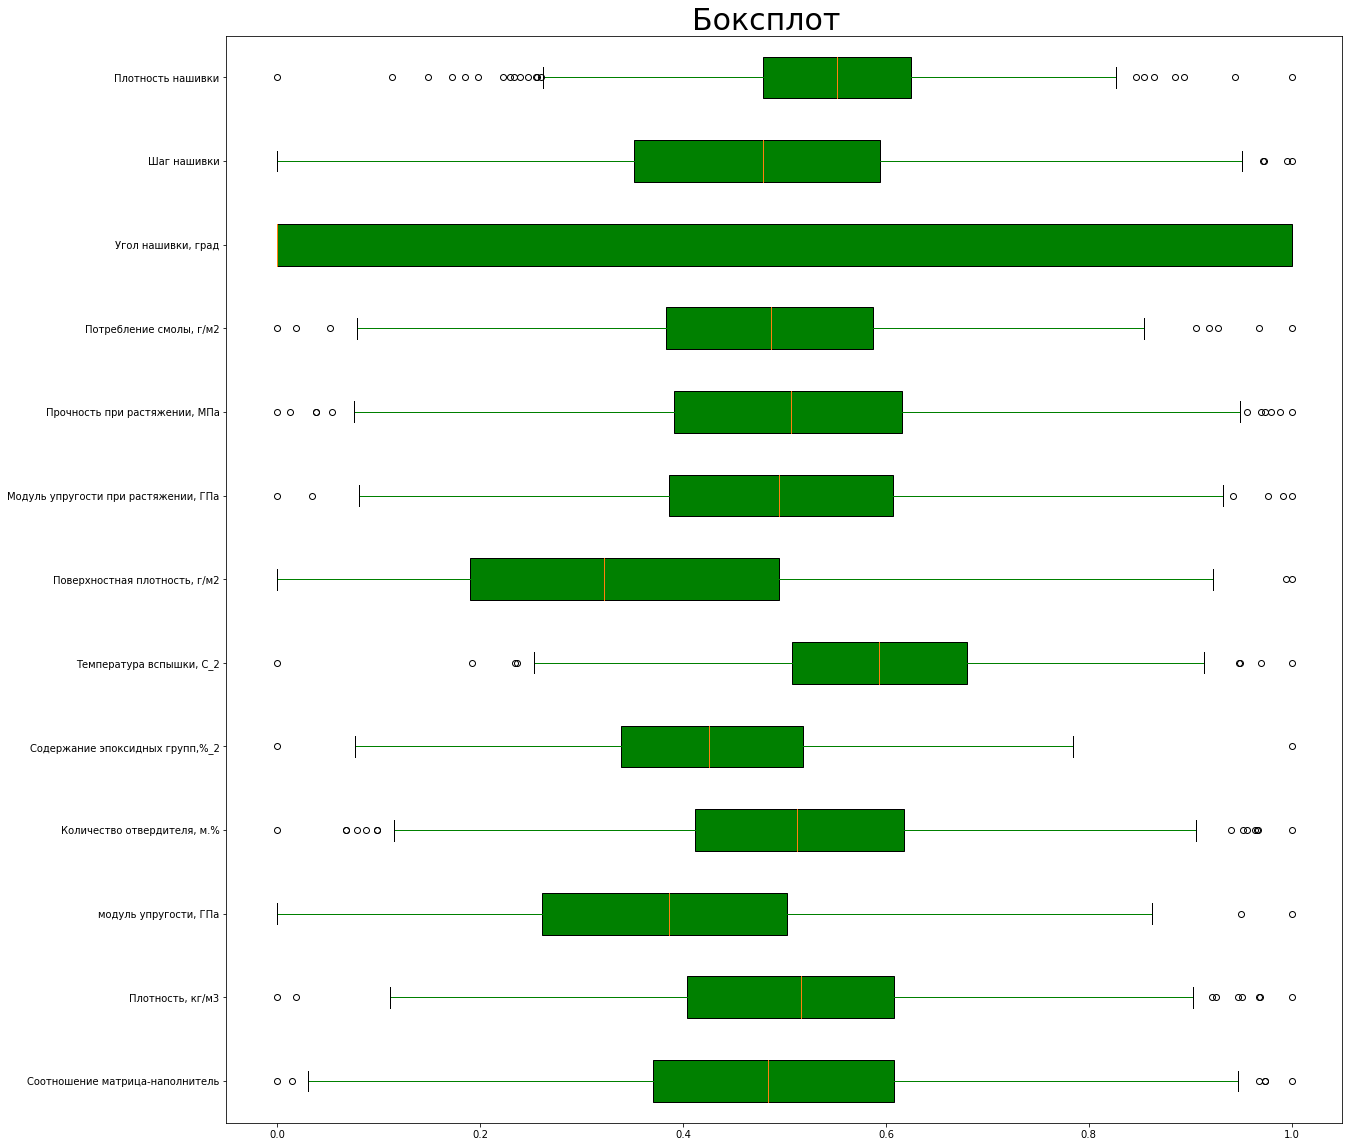 Боксплот
Плотность нашивки
Шаг нашивки
Угол нашивки, град
Потребление смолы, г/м2
Прочность при растяжении, МПа
Модуль упругости при растяжении, ГПа
Поверхностная плотность, г/м2
Температура вспышки, С_2
Содержание эпоксидных групп,%_2
Количество отвердителя, м.%
модуль упругости, ГПа
Плотность, кг/м3
Соотношение матрица-наполнитель
0.0 0.2 0.4 0.6 0.8 1.0